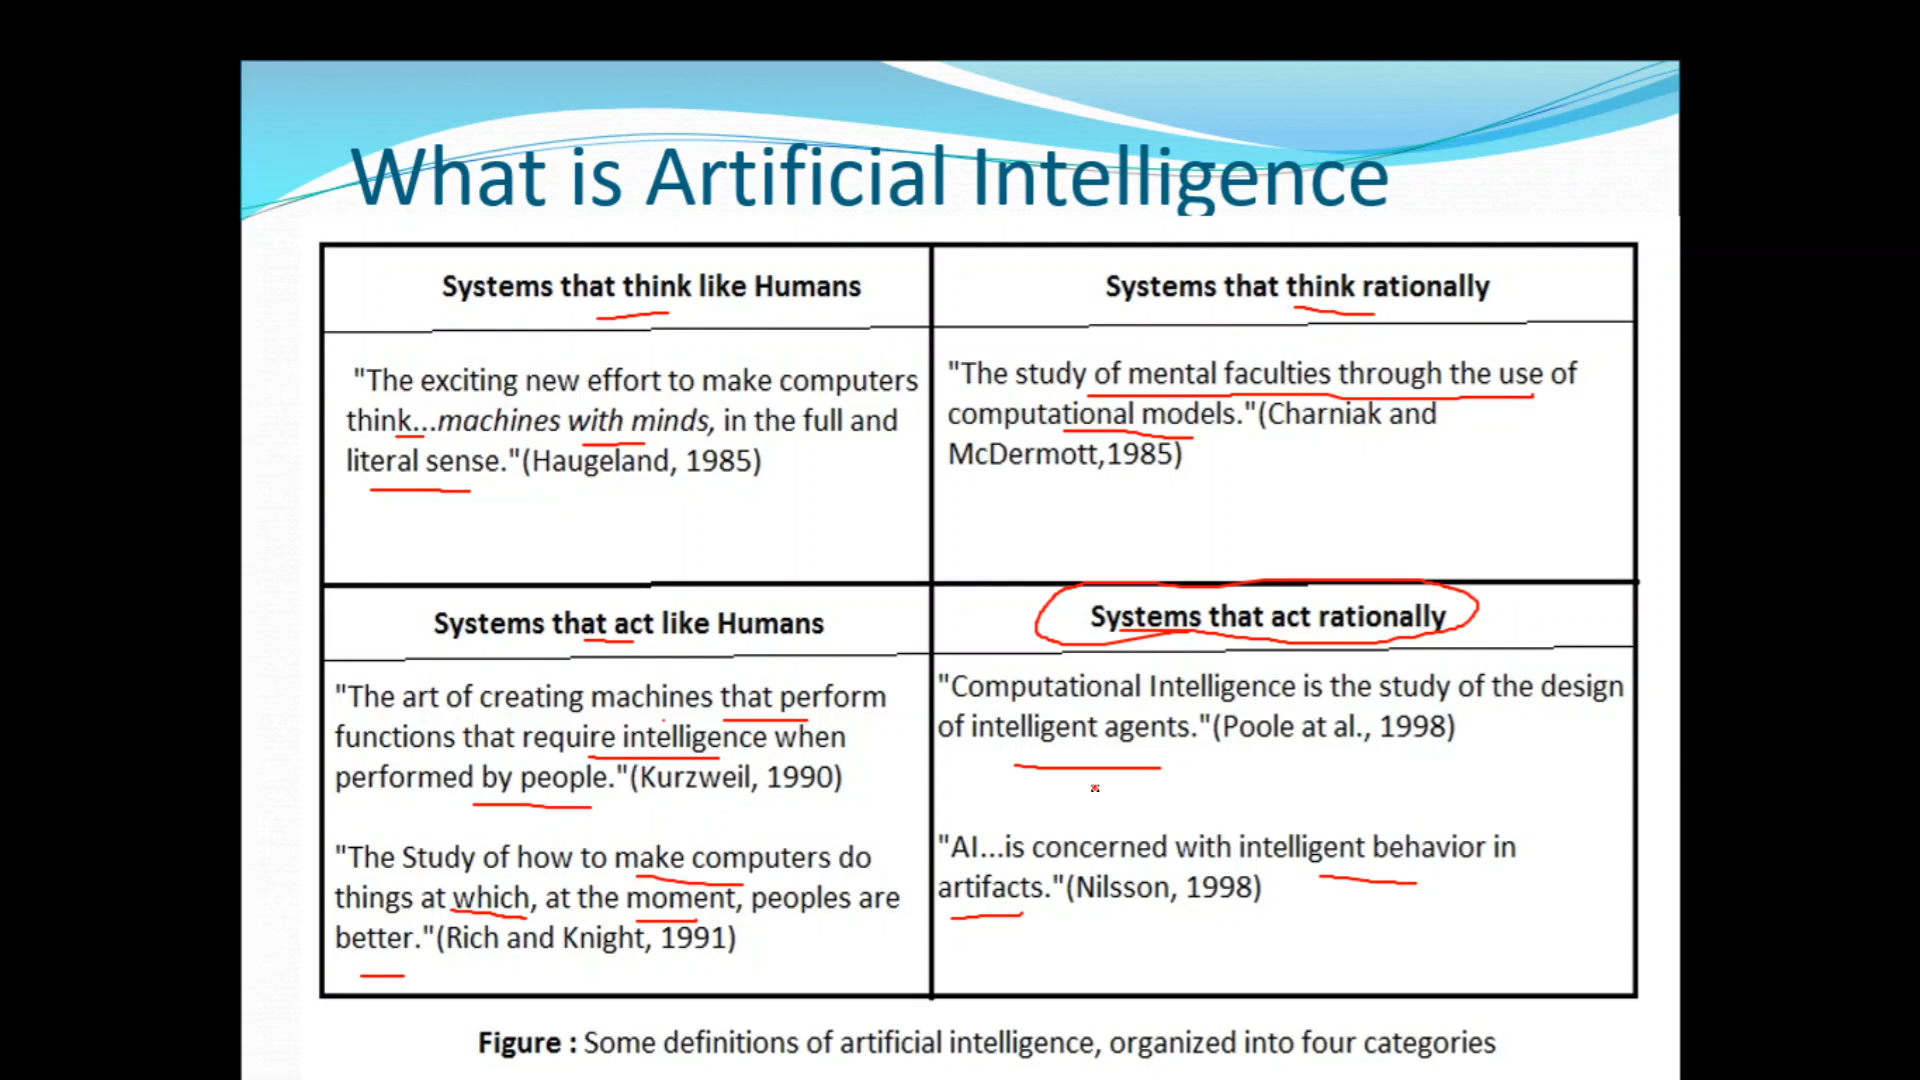 What is Artificial Intelligence
Systems that think like Humans
"The exciting new effort to make computers
think...machines with minds, in the full and
literal sense."(Haugeland, 1985)
Systems that think rationally
"The study of mental faculties through the use of
computational models."(Charniak and
McDermott,1985)
Systems that act like Humans
"The art of creating machines that perform
functions that require intelligence when
performed by people."(Kurzweil, 1990)
"The Study of how to make computers do
things at which, at the moment, peoples are
better."(Rich and Knight, 1991)
Systems that act rationally
"Computational Intelligence is the study of the design
of intelligent agents."(Poole at al., 1998)
"AI...is concerned with intelligent behavior in
artifacts."(Nilsson, 1998)
Figure : Some definitions of artificial intelligence, organized into four categories